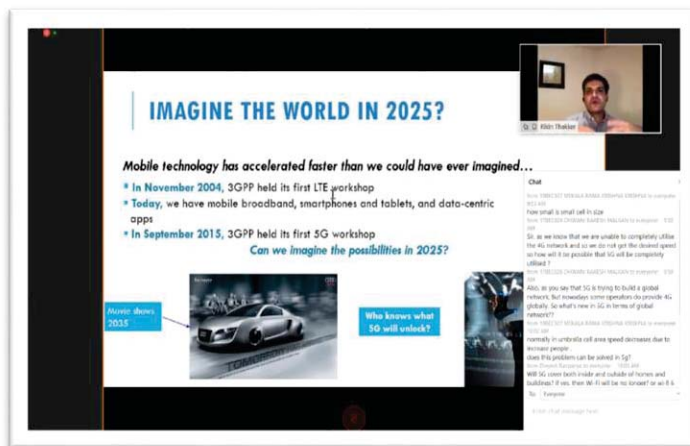 IMAGINE THE WORLD IN 2025?
Mobile technology has accelerated faster than we could have ever imagined...
In November 2004, 3GPP held its first LTE workshop
Today, we have mobile broadband, smartphones and tablets, and data-centric
apps
In September 2015, 3GPP held its first 5G workshop
Can we imagine the possibilities in 2025?
Movie shows
2035
TOMORROW
Who knows what
5G will unlock?
Thakker
Chat
how small is small cell in size
Sir, as we know that we are unable to completely utilise
the 4G network and so we do not get the desired speed
so how will it be possible that 5G will be completely
utilised ?
Also, as you say that 5G is trying to build a global
network, But nowadays some operators do provide 4G
globally. So what's new in 5G in terms of global
network??
normally in umbrella cell area speed decreases due to
increase people .
does this problem can be solved in 5g?
Will 5G cover both inside and outside of homes and
buildings? if yes, then Wi-Fi will be no longer?
To: Everyone
Enter chat message here